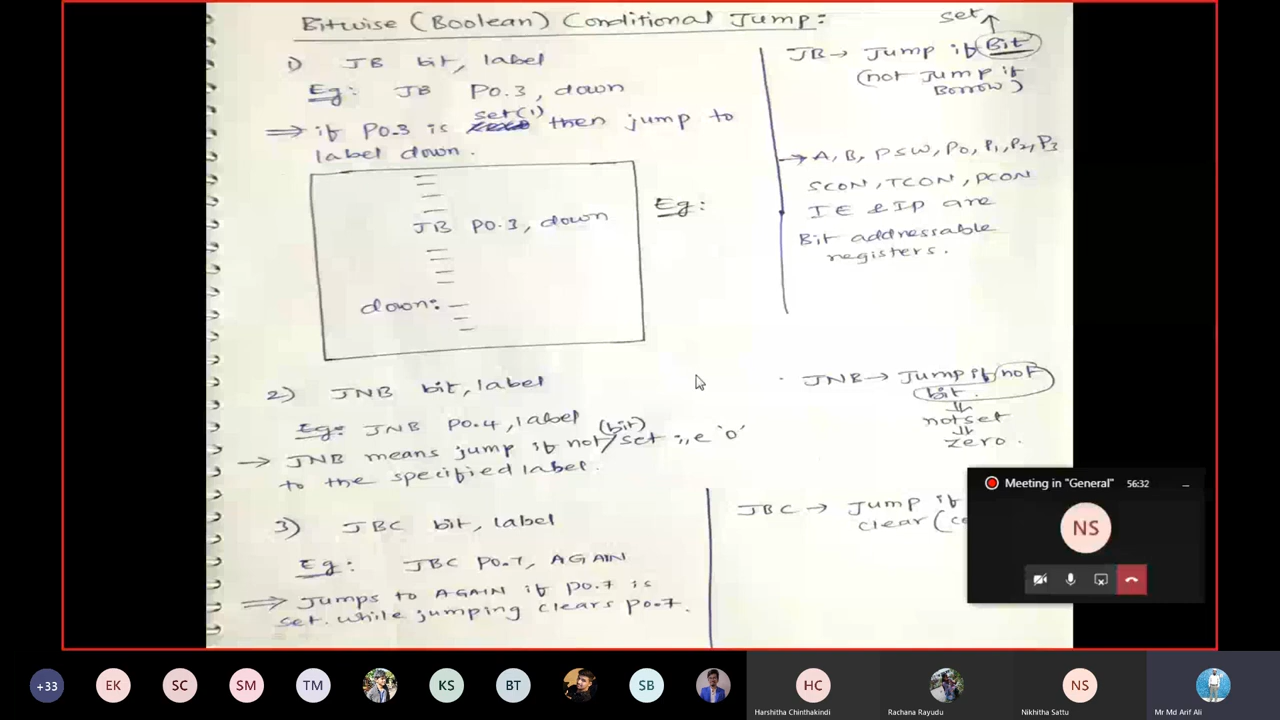 Bitwise (Boolean) Conditional Jump:
1) JB bit, label
Eg: JB P0.3, down
set(1)
⇒ if P0.3 is then jump to
label down.
JB P0.3, down
down:
Eg:
set
JB → Jump if Bit
(not Jump if
Borrow)
→ A, B, PSW, P0, P1, P2, P3
SCON, TCON, PCON
IE & IP are
Bit addressable
registers.
2) JNB bit, label
Eg: JNB P0.4, label
(bit)
→ JNB means jump if not/set i,e '0'
to the specified label.
JNB → Jump if not
bit.
notset
zero.
3) JBC bit, label
Eg: JBC P0.7, AGAIN
⇒ Jumps to AGAIN if P0.7 is
set. while jumping clears P0.7.
JBC → Jump if
clear (co
Meeting in "General" 56:32
NS
+33 EK SC SM TM KS BT SB HC NS
Harshitha Chinthakindi Rachana Rayudu Nikhitha Sattu Mr Md Arif Ali